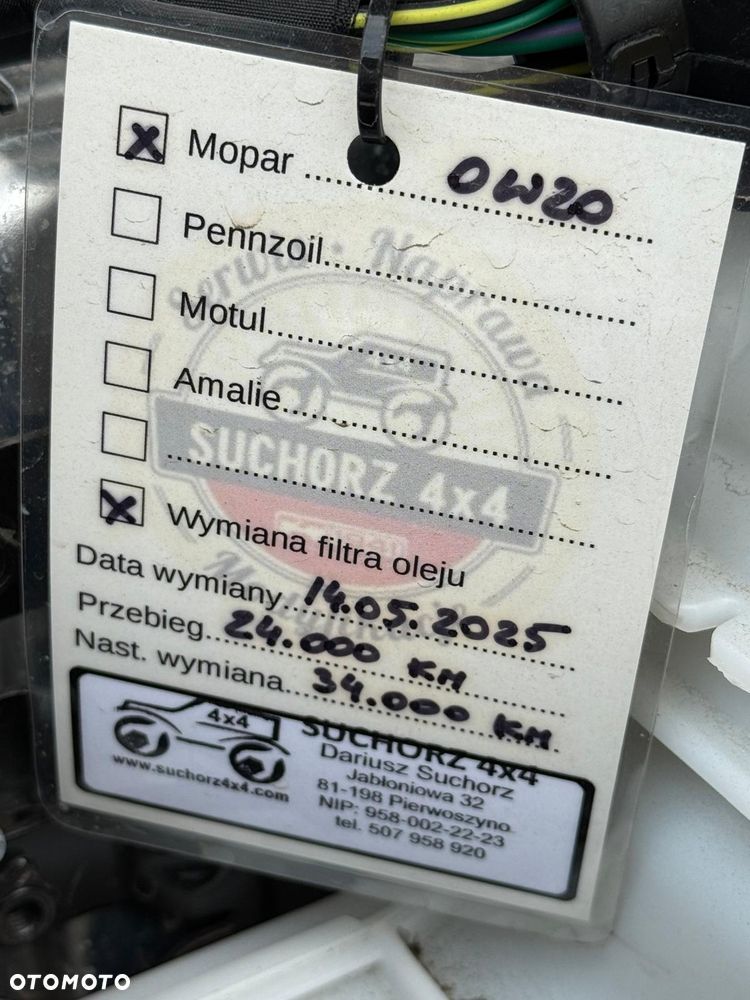 X Mopar ........ 0W20
Pennzoil........
Serwis · Naprawa
Motul........
Amalie........
SUCHORZ 4x4
X Wymiana filtra oleju
Data wymiany...14.05.2025
Przebieg...24.000 KM
Nast. wymiana...34.000 KM
4x4
www.suchorz4x4.com
SUCHORZ 4x4
Dariusz Suchorz
Jabłoniowa 32
81-198 Pierwoszyno
NIP: 958-002-22-23
tel. 507 958 920
OTOMOTO